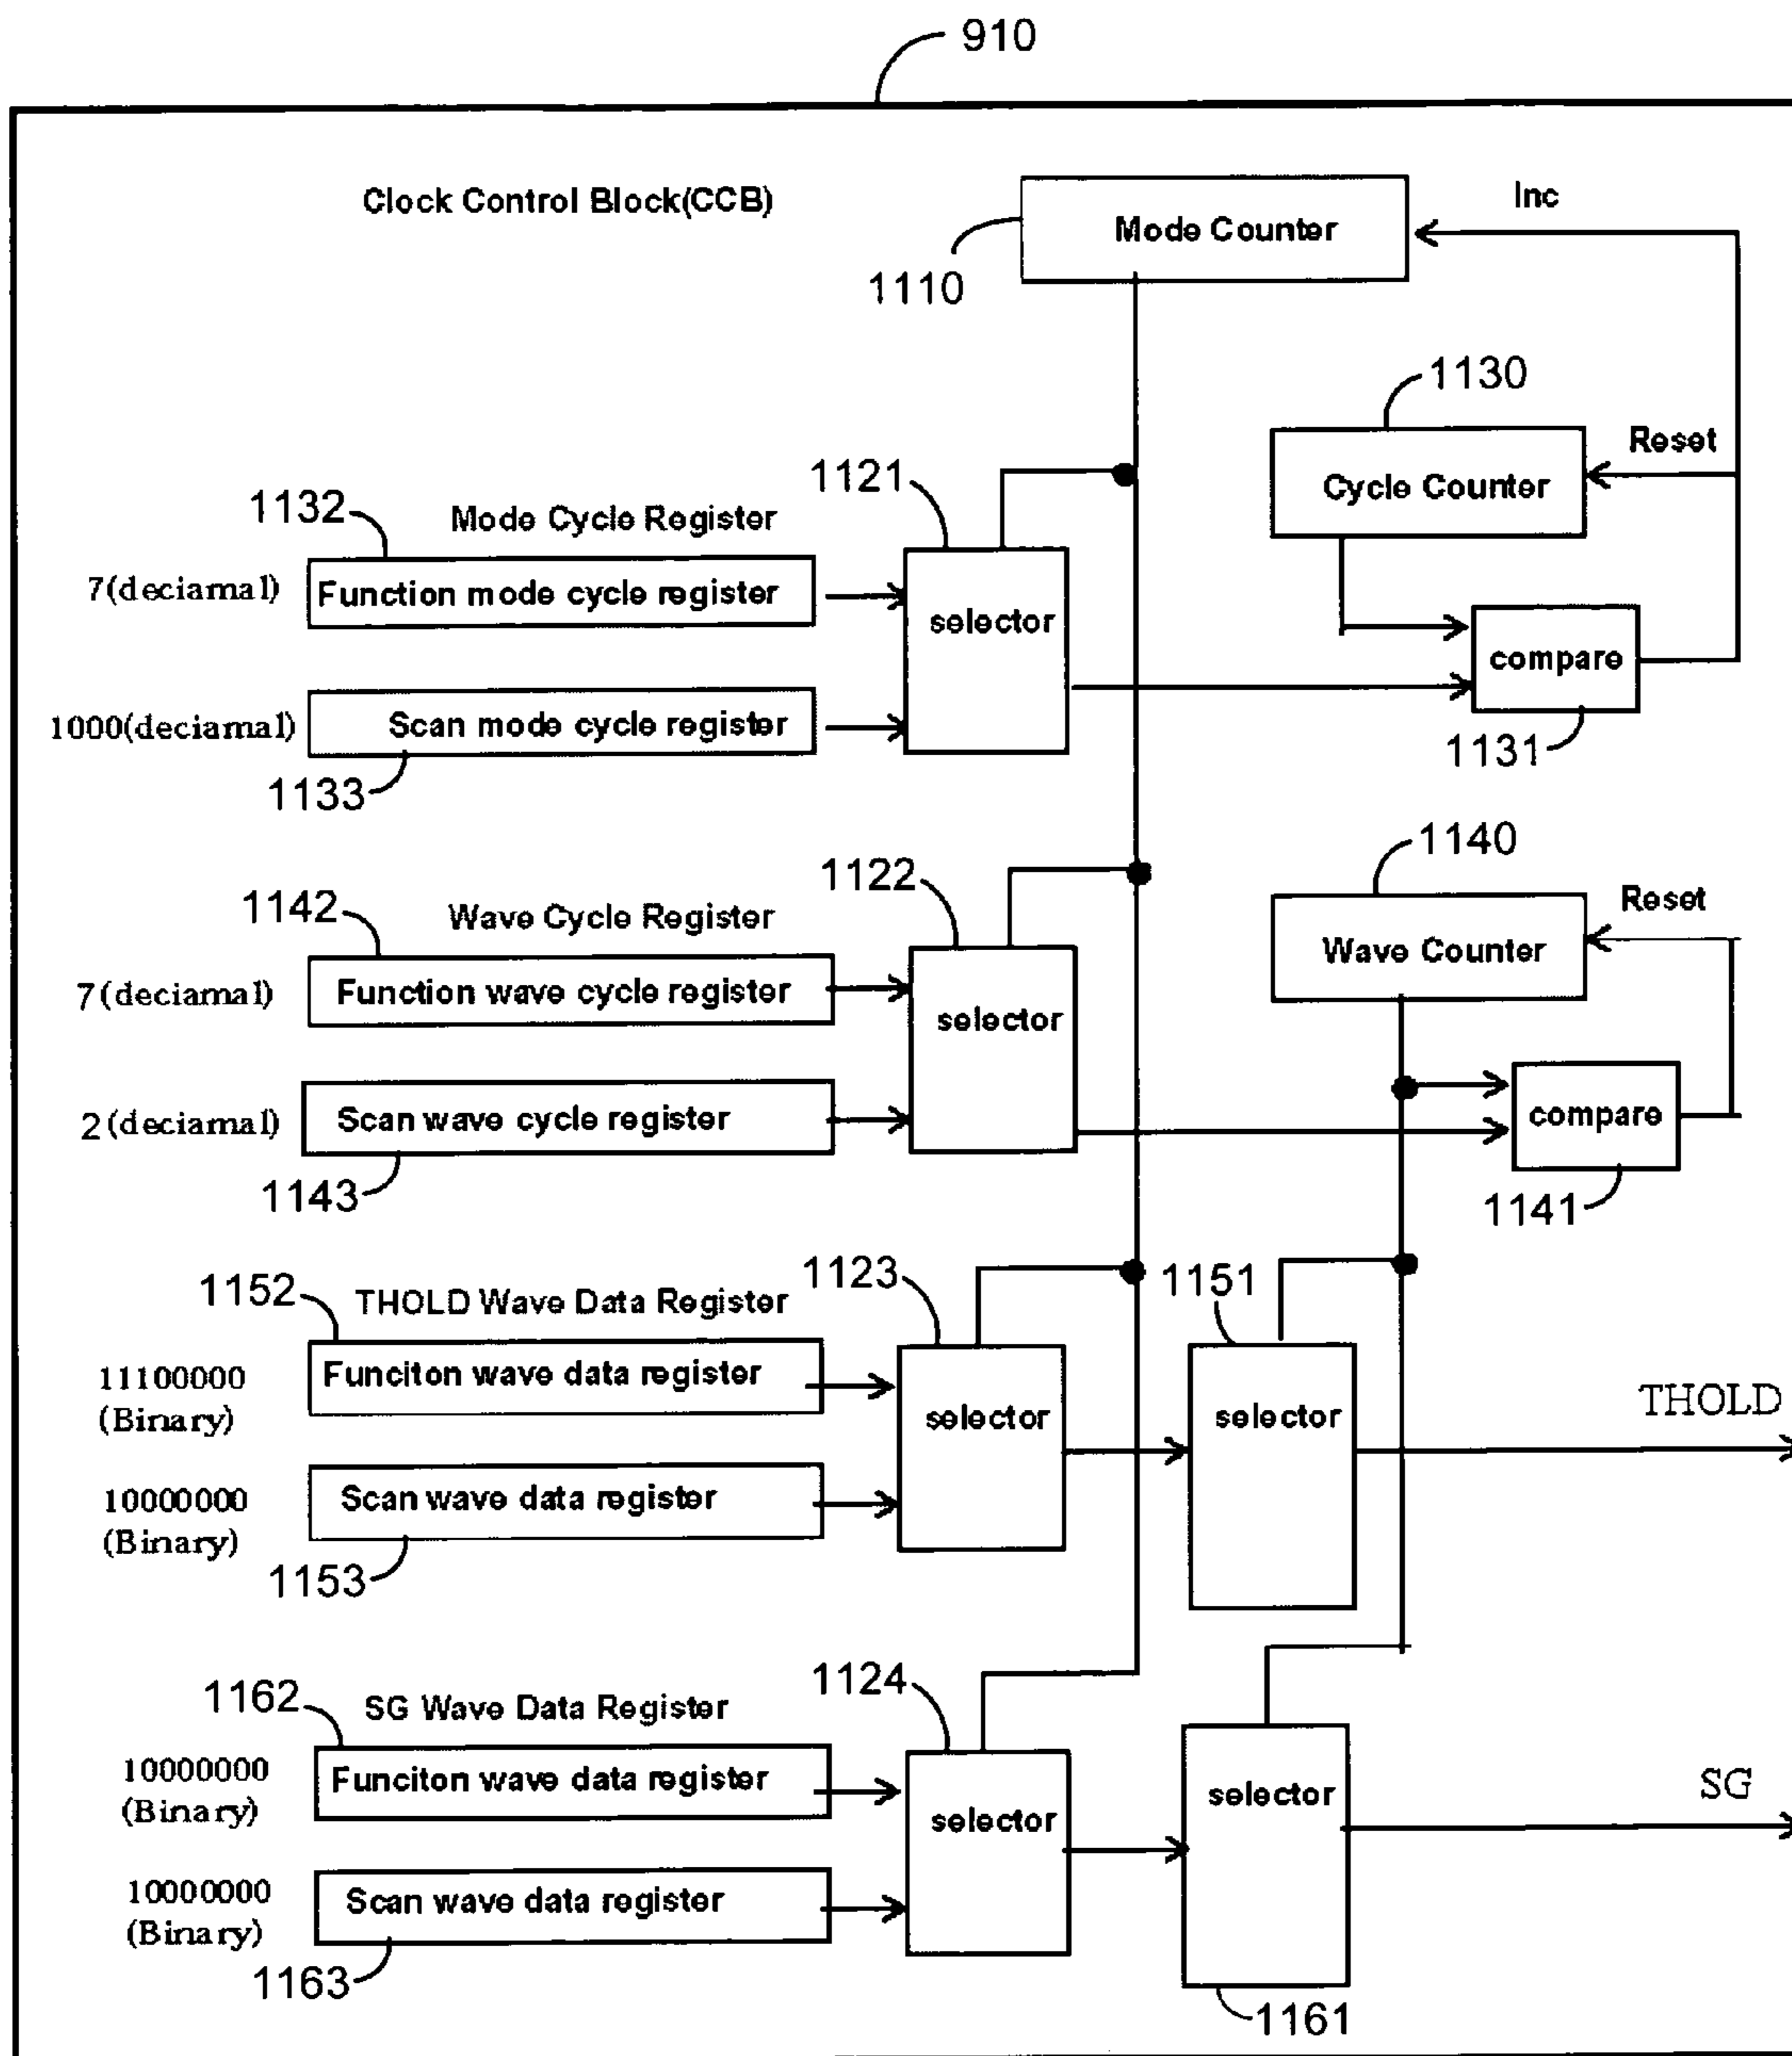 910
Clock Control Block(CCB)
Mode Counter
Inc
1110
1130
Cycle Counter
Reset
1121
1132
Mode Cycle Register
7(deciamal)
Function mode cycle register
selector
compare
1131
1000(deciamal)
Scan mode cycle register
1133
1140
Wave Counter
Reset
1122
1142
Wave Cycle Register
7(deciamal)
Function wave cycle register
selector
2(deciamal)
Scan wave cycle register
1143
compare
1141
1123
1151
1152
THOLD Wave Data Register
11100000
(Binary)
Funciton wave data register
selector
selector
THOLD
10000000
(Binary)
Scan wave data register
1153
1124
1162
SG Wave Data Register
10000000
(Binary)
Funciton wave data register
selector
selector
SG
10000000
(Binary)
Scan wave data register
1163
1161